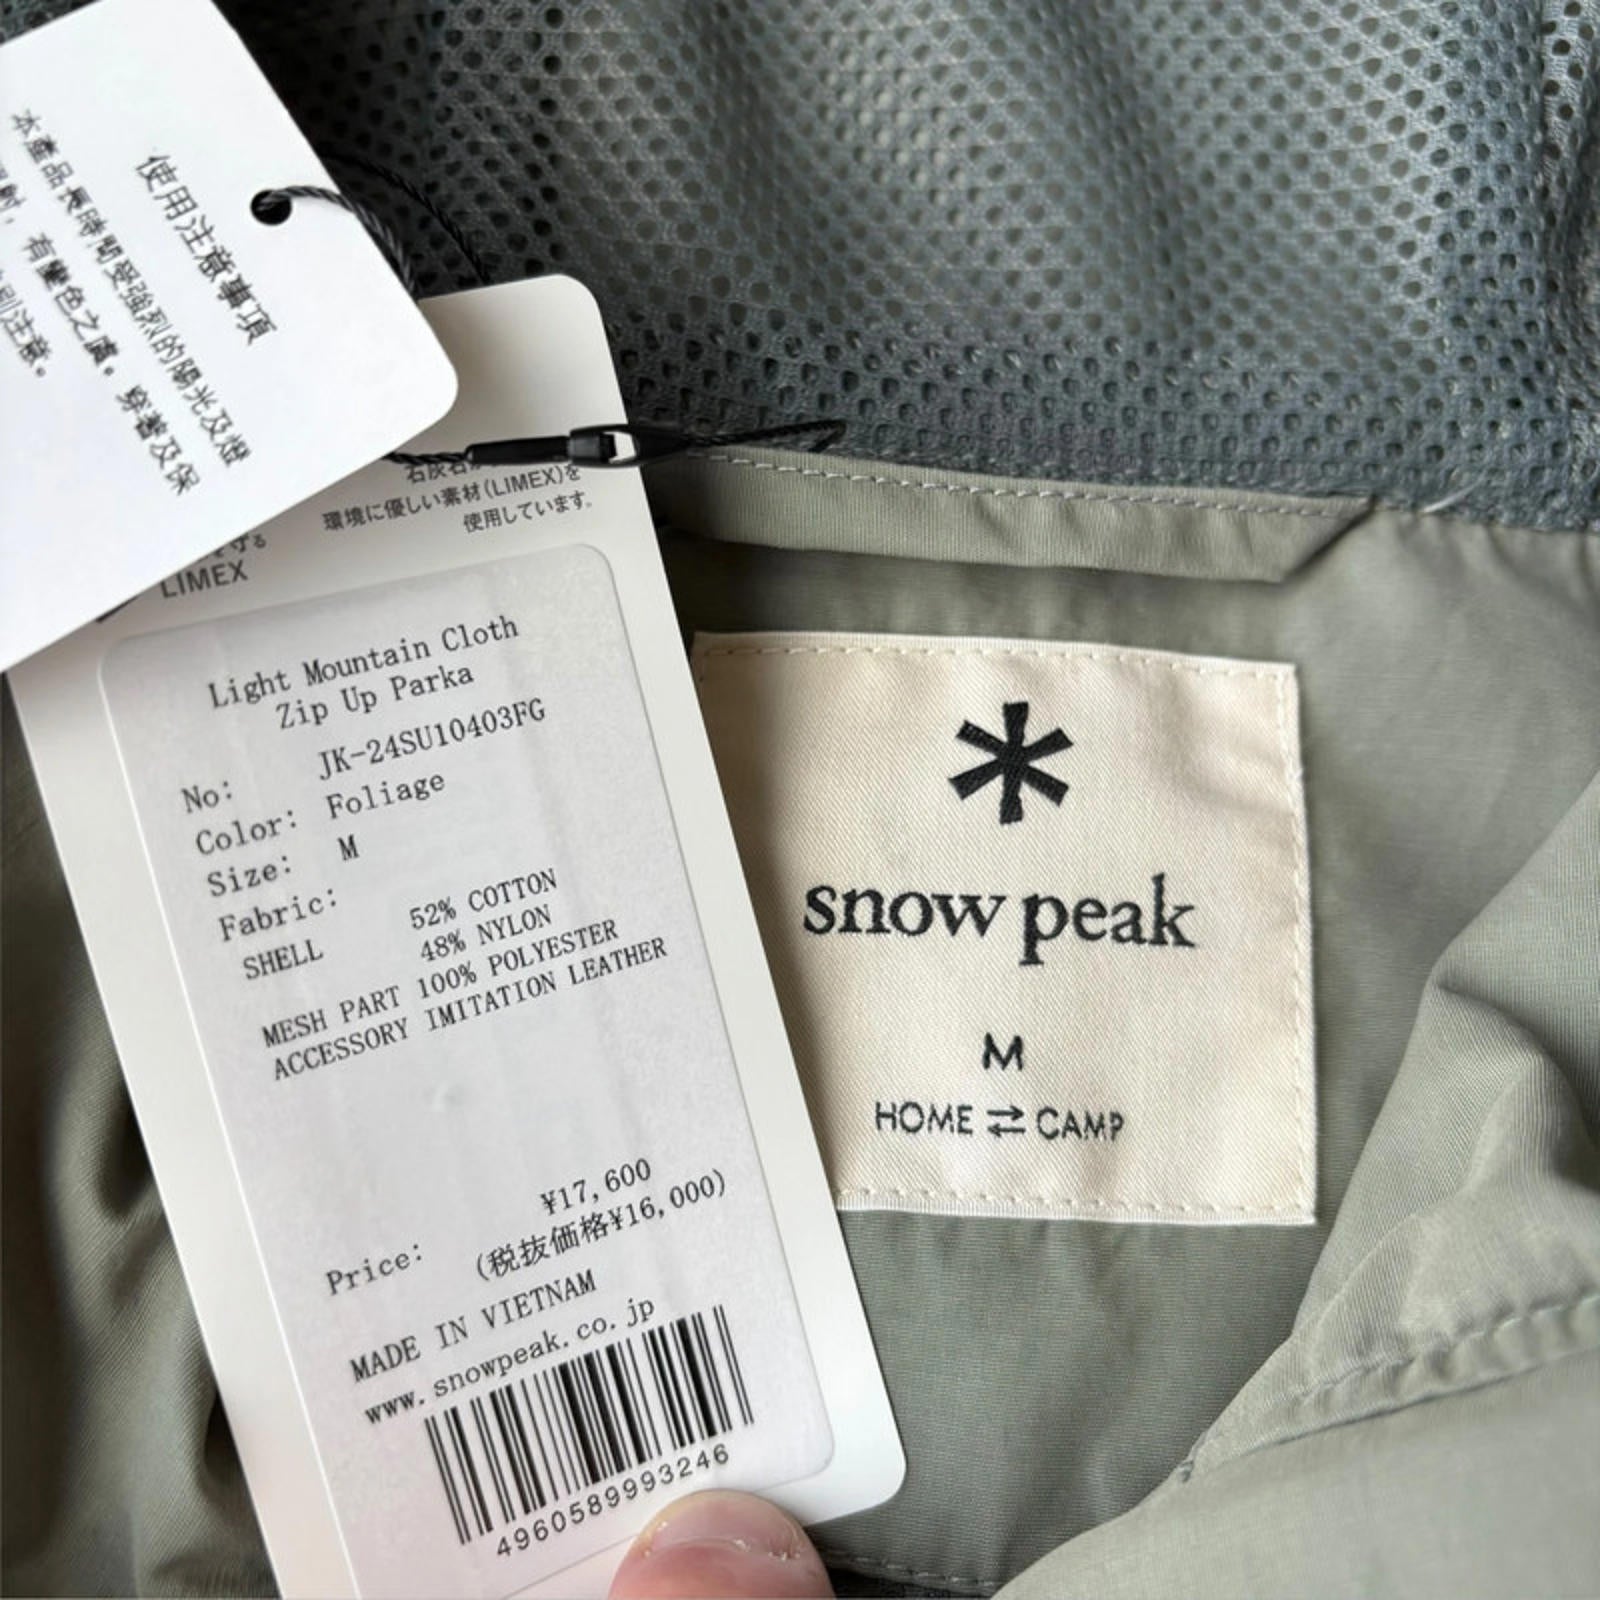 使用注意事項
本產品長時間受強烈的陽光及燈
有變色之虞。穿著及保
別注意。
環境に優しい素材(LIMEX)を
使用しています。
を守る
LIMEX
Light Mountain Cloth
Zip Up Parka
No: JK-24SU10403FG
Color: Foliage
Size: M
Fabric:
SHELL 52% COTTON
48% NYLON
MESH PART 100% POLYESTER
ACCESSORY IMITATION LEATHER
¥17,600
Price: (税抜価格¥16,000)
MADE IN VIETNAM
www.snowpeak.co.jp
4960589993246
snow peak
M
HOME ⇄ CAMP